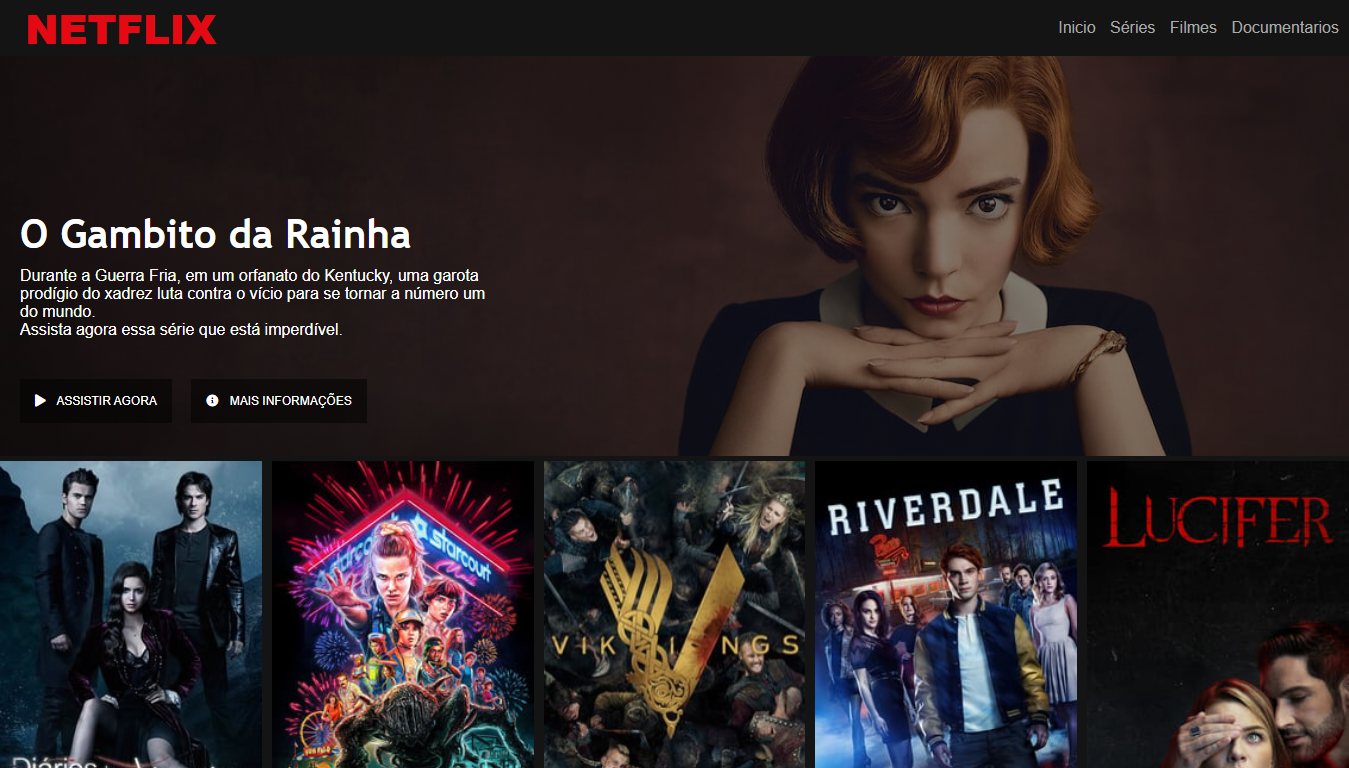 NETFLIX
Inicio Séries Filmes Documentarios
O Gambito da Rainha
Durante a Guerra Fria, em um orfanato do Kentucky, uma garota
prodígio do xadrez luta contra o vício para se tornar a número um
do mundo.
Assista agora essa série que está imperdível.
ASSISTIR AGORA
MAIS INFORMAÇÕES
Diários
starcourt
VIKINGS
RIVERDALE
LUCIFER